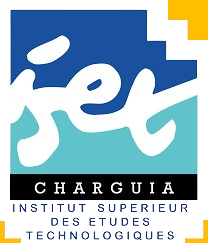 iset
CHARGUIA
INSTITUT SUPERIEUR
DES ETUDES
TECHNOLOGIQUES